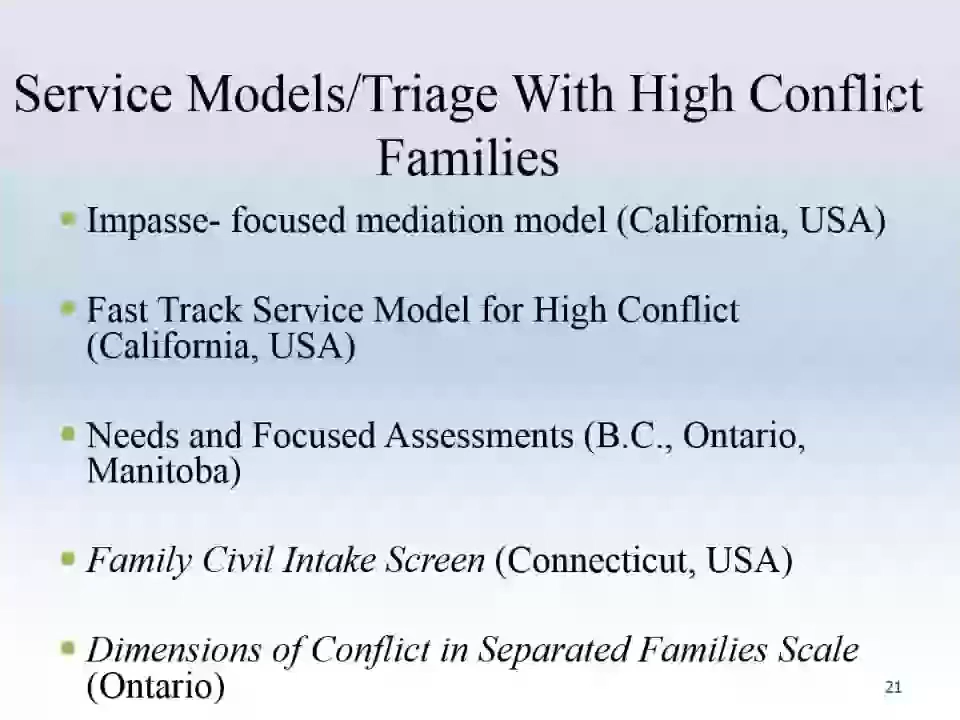 Service Models/Triage With High Conflict
Families
Impasse- focused mediation model (California, USA)
Fast Track Service Model for High Conflict
(California, USA)
Needs and Focused Assessments (B.C., Ontario,
Manitoba)
Family Civil Intake Screen (Connecticut, USA)
Dimensions of Conflict in Separated Families Scale
(Ontario)
21